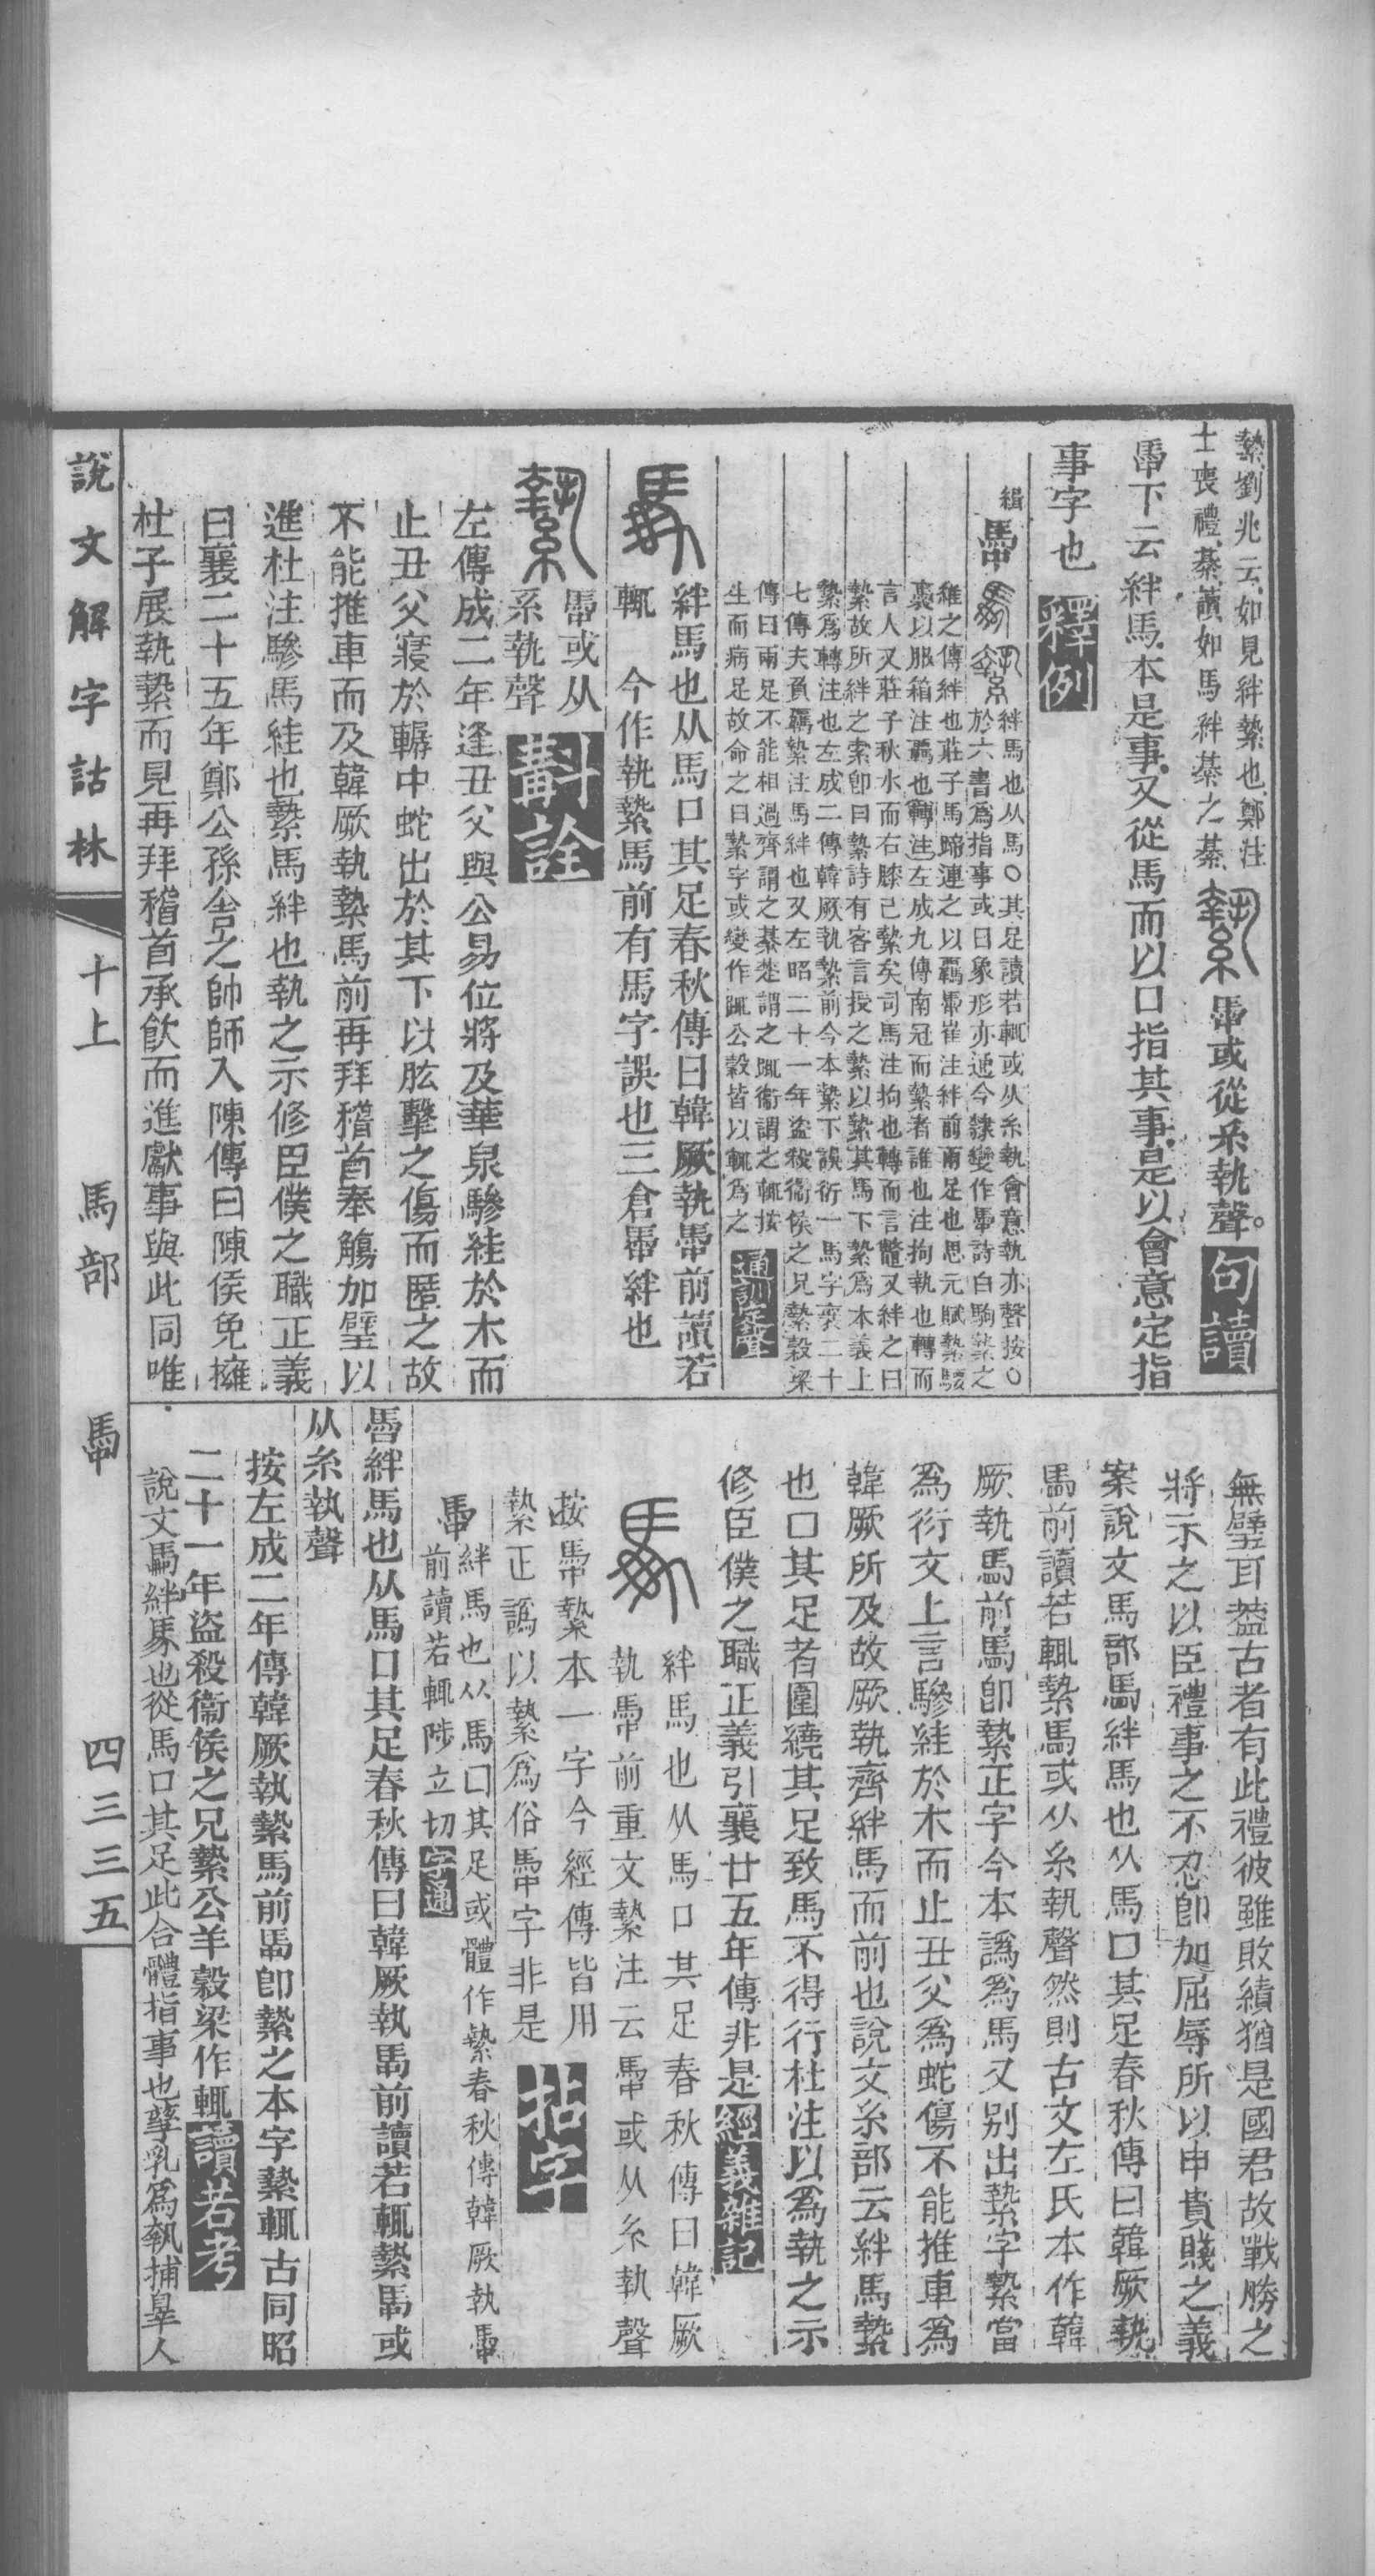 縶劉兆云如見絆縶也鄭注
士喪禮綦讀如馬絆綦之綦
縶 馽或從糸執聲。句讀
馽下云絆馬本是事又從馬而以口指其事是以會意定指
事字也 釋例
緝 馽 絆馬也从馬〇其足讀若輒或从糸執會意執亦聲按〇
於六書爲指事或曰象形亦通今隸變作馽詩白駒縶之
維之傳絆也莊子馬蹄連之以羈馽崔注絆前兩足也思元賦縶騕
褭以服箱注羈也轉注左成九傳南冠而縶者誰也注拘執也轉而
言人又莊子秋水而右膝已縶矣司馬注拘也轉而言韽又絆之曰
縶故所絆之索卽曰縶詩有客言授之縶以縶其馬下縶爲本義上
縶爲轉注也左成二傳韓厥執縶前今本縶下誤衍一馬字襄二十
七傳夫負羈縶注馬絆也又左昭二十一年盜殺衞侯之兄縶穀梁
傳曰兩足不能相過齊謂之綦楚謂之踂衞謂之輒按
生而病足故命之曰縶字或變作踂公穀皆以輒爲之 通訓定聲
絆馬也从馬口其足春秋傳曰韓厥執馽前讀若
輒 今作執縶馬前有馬字誤也三倉馽絆也
縶 馽或从
系執聲 斠詮
左傳成二年逢丑父與公易位將及華泉驂絓於木而
止丑父寢於轏中蛇出於其下以肱擊之傷而匿之故
不能推車而及韓厥執縶馬前再拜稽首奉觴加璧以
進杜注驂馬絓也縶馬絆也執之示修臣僕之職正義
曰襄二十五年鄭公孫舍之帥師入陳傳曰陳侯免擁
社子展執縶而見再拜稽首承飲而進獻事與此同唯
無璧耳蓋古者有此禮彼雖敗績猶是國君故戰勝之
將示之以臣禮事之不忍卽加屈辱所以申貴賤之義
案說文馬部馽絆馬也从馬口其足春秋傳曰韓厥執
馽前讀若輒縶馽或从糸執聲然則古文左氏本作韓
厥執馽前馽卽縶正字今本譌爲馬又别出縶字縶當
爲衍文上言驂絓於木而止丑父爲蛇傷不能推車爲
韓厥所及故厥執齊絆馬而前也說文糸部云絆馬縶
也口其足者圍繞其足致馬不得行杜注以爲執之示
修臣僕之職正義引襄廿五年傳非是 經義雜記
絆馬也从馬口其足春秋傳曰韓厥
執馽前重文縶注云馽或从糸執聲
按馽縶本一字今經傳皆用
縶正譌以縶爲俗馽字非是 拈字
馽 絆馬也从馬口其足或體作縶春秋傳韓厥執馽
前讀若輒陟立切 字通
馽絆馬也从馬口其足春秋傳曰韓厥執馽前讀若輒縶馽或
从糸執聲
按左成二年傳韓厥執縶馬前馽卽縶之本字縶輒古同昭
二十一年盜殺衞侯之兄縶公羊穀梁作輒 讀若考
說文馽絆馬也從馬口其足此合體指事也孳乳爲執捕辠人
說文解字詁林
十上 馬部 馽 四三三五